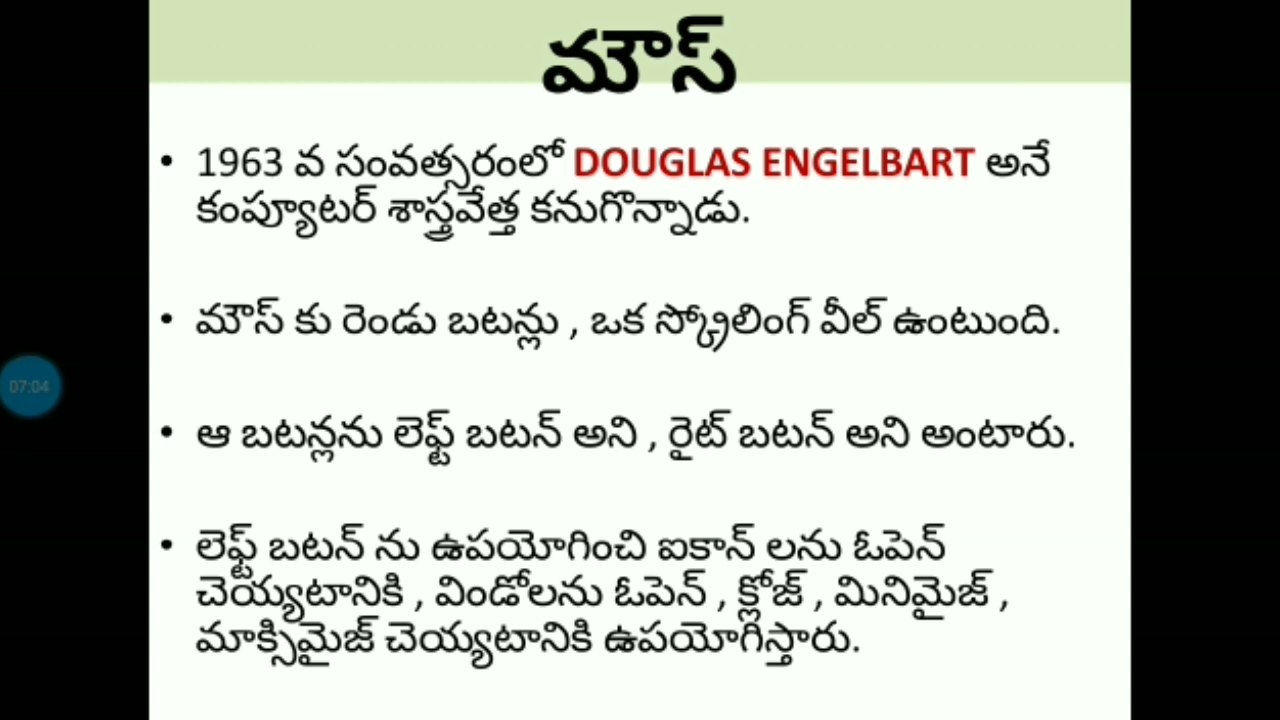 మౌస్
• 1963 వ సంవత్సరంలో DOUGLAS ENGELBART అనే
కంప్యూటర్ శాస్త్రవేత్త కనుగొన్నాడు.
• మౌస్ కు రెండు బటన్లు , ఒక స్క్రోలింగ్ వీల్ ఉంటుంది.
07:04
• ఆ బటన్లను లెఫ్ట్ బటన్ అని , రైట్ బటన్ అని అంటారు.
• లెఫ్ట్ బటన్ ను ఉపయోగించి ఐకాన్ లను ఓపెన్
చెయ్యటానికి , విండోలను ఓపెన్ , క్లోజ్ , మినిమైజ్ ,
మాక్సిమైజ్ చెయ్యటానికి ఉపయోగిస్తారు.